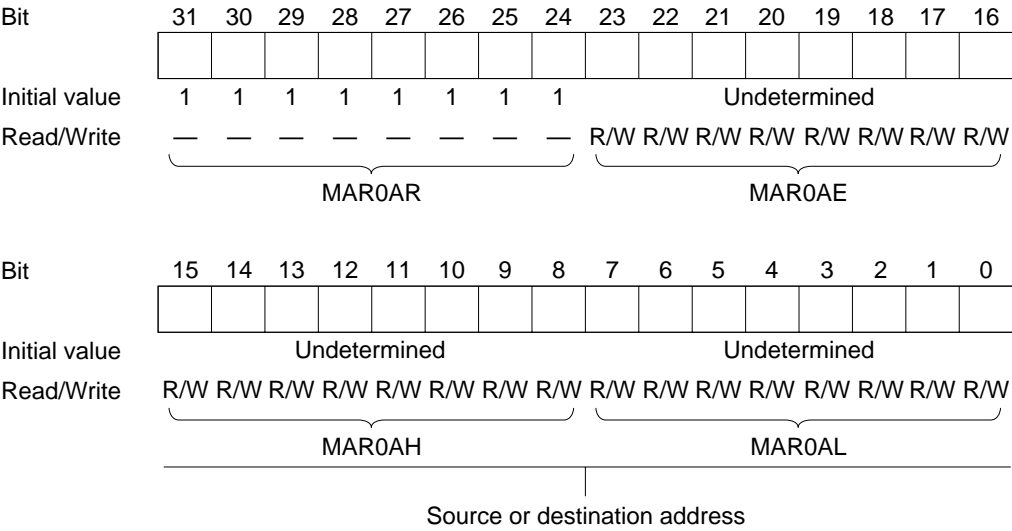 Bit 31 30 29 28 27 26 25 24 23 22 21 20 19 18 17 16
Initial value 1 1 1 1 1 1 1 1 Undetermined
Read/Write — — — — — — — — R/W R/W R/W R/W R/W R/W R/W R/W
MAR0AR MAR0AE
Bit 15 14 13 12 11 10 9 8 7 6 5 4 3 2 1 0
Initial value Undetermined Undetermined
Read/Write R/W R/W R/W R/W R/W R/W R/W R/W R/W R/W R/W R/W R/W R/W R/W R/W
MAR0AH MAR0AL
Source or destination address